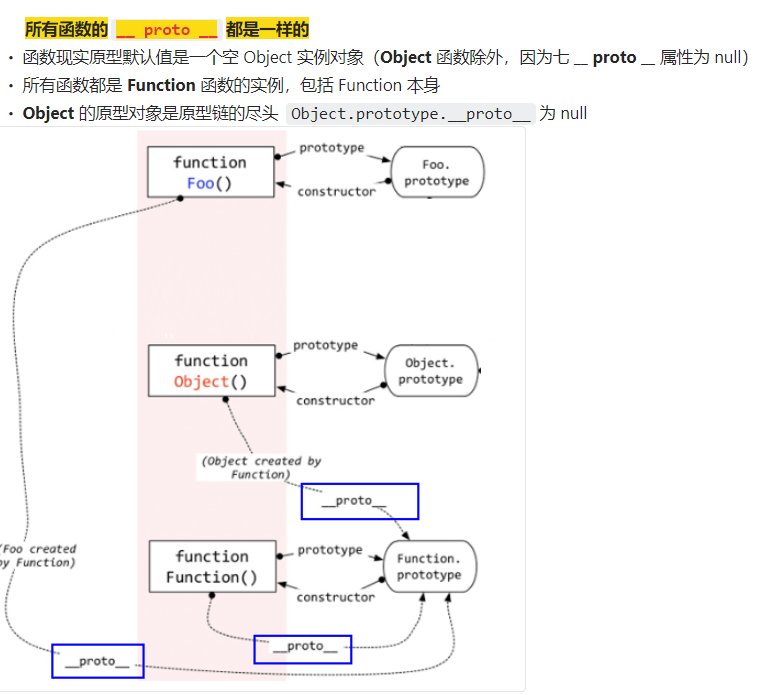 所有函数的 __ proto __ 都是一样的
• 函数现实原型默认值是一个空 Object 实例对象（Object 函数除外，因为七 __ proto __ 属性为 null）
• 所有函数都是 Function 函数的实例，包括 Function 本身
• Object 的原型对象是原型链的尽头 Object.prototype.__proto__ 为 null
function
Foo()
prototype
constructor
Foo.
prototype
function
Object()
prototype
constructor
Object.
prototype
(Object created by
Function)
__proto__
(Foo created
by Function)
function
Function()
prototype
constructor
Function.
prototype
__proto__
__proto__